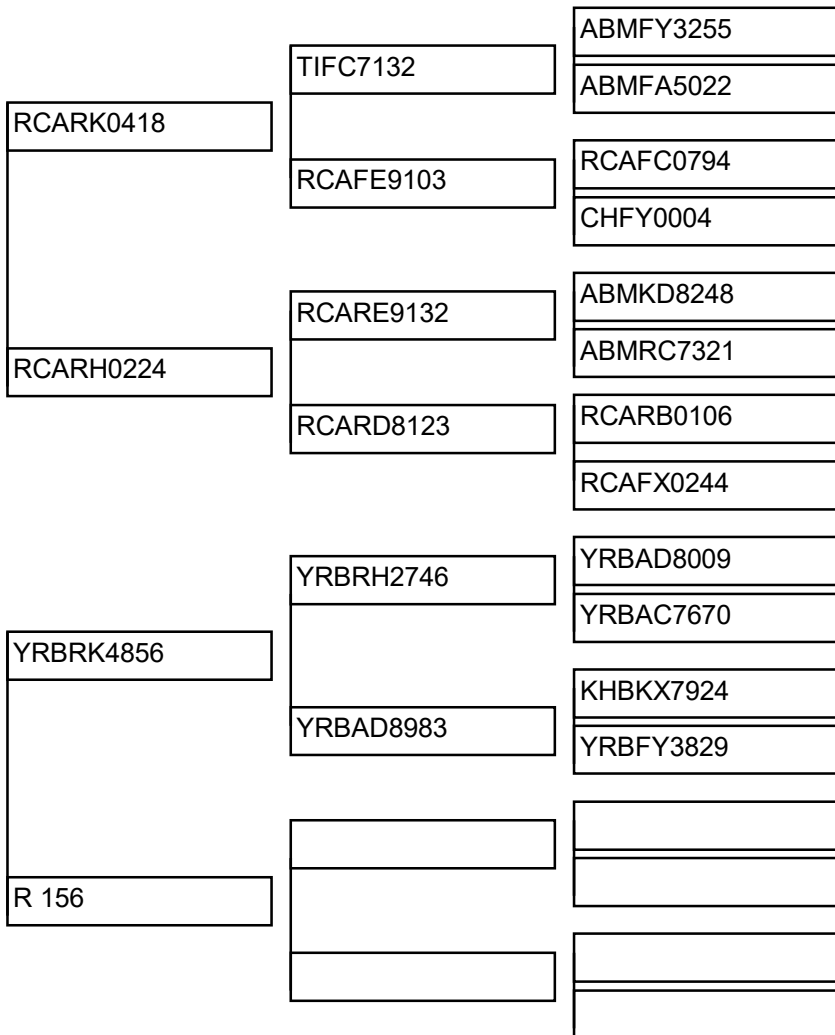 ABMFY3255
TIFC7132
ABMFA5022
RCARK0418
RCAFC0794
RCAFE9103
CHFY0004
ABMKD8248
RCARE9132
ABMRC7321
RCARH0224
RCARB0106
RCARD8123
RCAFX0244
YRBAD8009
YRBRH2746
YRBAC7670
YRBRK4856
KHBKX7924
YRBAD8983
YRBFY3829
R 156